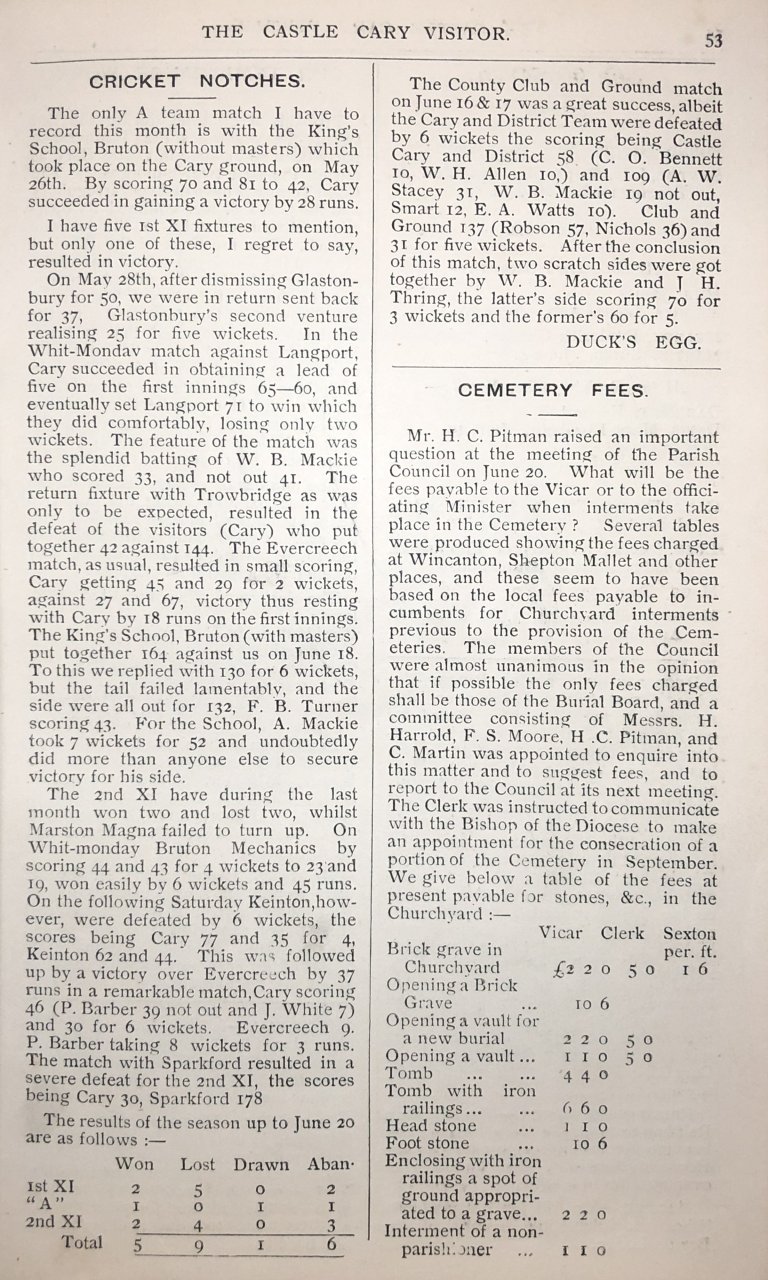 THE CASTLE CARY VISITOR.
53
CRICKET NOTCHES.
The only A team match I have to
record this month is with the King's
School, Bruton (without masters) which
took place on the Cary ground, on May
26th. By scoring 70 and 81 to 42, Cary
succeeded in gaining a victory by 28 runs.
I have five 1st XI fixtures to mention,
but only one of these, I regret to say,
resulted in victory.
On May 28th, after dismissing Glaston-
bury for 50, we were in return sent back
for 37, Glastonbury's second venture
realising 25 for five wickets. In the
Whit-Monday match against Langport,
Cary succeeded in obtaining a lead of
five on the first innings 65—60, and
eventually set Langport 71 to win which
they did comfortably, losing only two
wickets. The feature of the match was
the splendid batting of W. B. Mackie
who scored 33, and not out 41. The
return fixture with Trowbridge as was
only to be expected, resulted in the
defeat of the visitors (Cary) who put
together 42 against 144. The Evercreech
match, as usual, resulted in small scoring,
Cary getting 45 and 29 for 2 wickets,
against 27 and 67, victory thus resting
with Cary by 18 runs on the first innings.
The King's School, Bruton (with masters)
put together 164 against us on June 18.
To this we replied with 130 for 6 wickets,
but the tail failed lamentably, and the
side were all out for 132, F. B. Turner
scoring 43. For the School, A. Mackie
took 7 wickets for 52 and undoubtedly
did more than anyone else to secure
victory for his side.
The 2nd XI have during the last
month won two and lost two, whilst
Marston Magna failed to turn up. On
Whit-monday Bruton Mechanics by
scoring 44 and 43 for 4 wickets to 23 and
19, won easily by 6 wickets and 45 runs.
On the following Saturday Keinton, how-
ever, were defeated by 6 wickets, the
scores being Cary 77 and 35 for 4,
Keinton 62 and 44. This was followed
up by a victory over Evercreech by 37
runs in a remarkable match, Cary scoring
46 (P. Barber 39 not out and J. White 7)
and 30 for 6 wickets. Evercreech 9.
P. Barber taking 8 wickets for 3 runs.
The match with Sparkford resulted in a
severe defeat for the 2nd XI, the scores
being Cary 30, Sparkford 178
The results of the season up to June 20
are as follows :—
Won Lost Drawn Aban·
1st XI 2 5 0 2
"A" 1 0 1 1
2nd XI 2 4 0 3
Total 5 9 1 6
The County Club and Ground match
on June 16 & 17 was a great success, albeit
the Cary and District Team were defeated
by 6 wickets the scoring being Castle
Cary and District 58 (C. O. Bennett
10, W. H. Allen 10,) and 109 (A. W.
Stacey 31, W. B. Mackie 19 not out,
Smart 12, E. A. Watts 10). Club and
Ground 137 (Robson 57, Nichols 36) and
31 for five wickets. After the conclusion
of this match, two scratch sides were got
together by W. B. Mackie and J H.
Thring, the latter's side scoring 70 for
3 wickets and the former's 60 for 5.
DUCK'S EGG.
CEMETERY FEES.
Mr. H. C. Pitman raised an important
question at the meeting of the Parish
Council on June 20. What will be the
fees payable to the Vicar or to the offici-
ating Minister when interments take
place in the Cemetery ? Several tables
were produced showing the fees charged
at Wincanton, Shepton Mallet and other
places, and these seem to have been
based on the local fees payable to in-
cumbents for Churchyard interments
previous to the provision of the Cem-
eteries. The members of the Council
were almost unanimous in the opinion
that if possible the only fees charged
shall be those of the Burial Board, and a
committee consisting of Messrs. H.
Harrold, F. S. Moore, H .C. Pitman, and
C. Martin was appointed to enquire into
this matter and to suggest fees, and to
report to the Council at its next meeting.
The Clerk was instructed to communicate
with the Bishop of the Diocese to make
an appointment for the consecration of a
portion of the Cemetery in September.
We give below a table of the fees at
present payable for stones, &c., in the
Churchyard :—
Vicar Clerk Sexton
Brick grave in per. ft.
Churchyard £2 2 0 5 0 1 6
Opening a Brick
Grave ... 10 6
Opening a vault for
a new burial 2 2 0 5 0
Opening a vault ... 1 1 0 5 0
Tomb ... ... 4 4 0
Tomb with iron
railings ... ... 6 6 0
Head stone ... 1 1 0
Foot stone ... 10 6
Enclosing with iron
railings a spot of
ground appropri-
ated to a grave... 2 2 0
Interment of a non-
parishioner ... 1 1 0